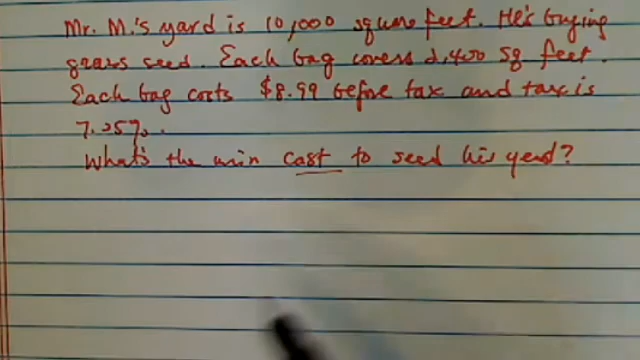 Mr. M.'s yard is 10,000 square feet. He's buying
grass seed. Each bag covers 2,400 sq feet.
Each bag costs $8.99 before tax and tax is
7.25%.
What's the min cost to seed his yard?